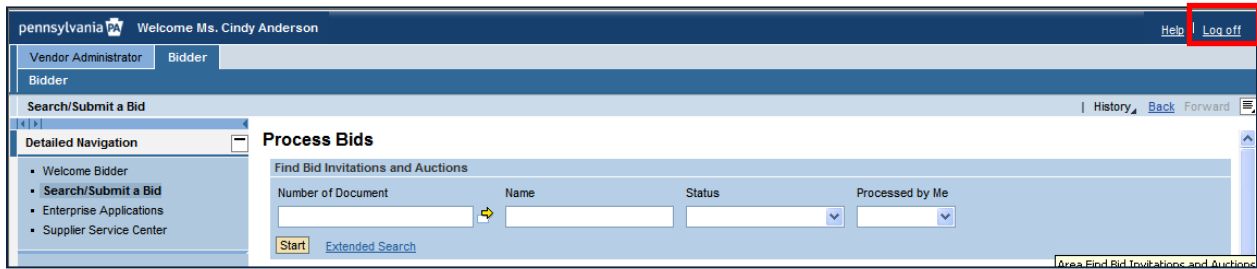 pennsylvania PA Welcome Ms. Cindy Anderson Help Log off
Vendor Administrator Bidder
Bidder
Search/Submit a Bid History Back Forward
Detailed Navigation
Welcome Bidder
Search/Submit a Bid
Enterprise Applications
Supplier Service Center
Process Bids
Find Bid Invitations and Auctions
Number of Document Name Status Processed by Me
Start Extended Search
Area Find Bid Invitations and Auctions